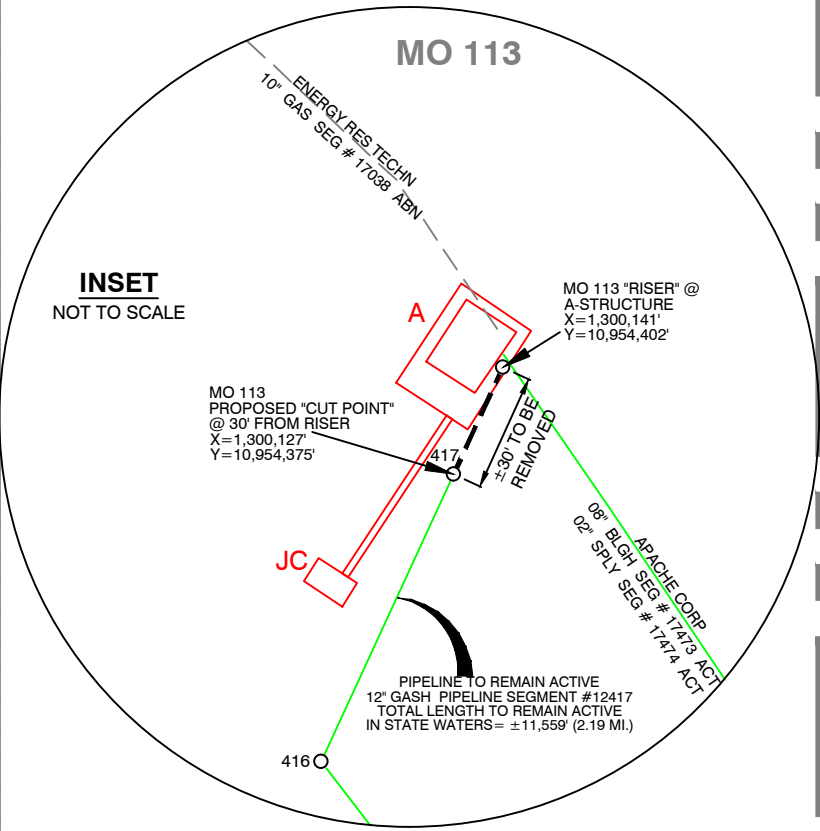 MO 113
ENERGY RES TECHN
10" GAS SEG # 17038 ABN
INSET
NOT TO SCALE
A
MO 113 "RISER" @
A-STRUCTURE
X=1,300,141'
Y=10,954,402'
MO 113
PROPOSED "CUT POINT"
@ 30' FROM RISER
X=1,300,127'
Y=10,954,375'
417
±30' TO BE
REMOVED
JC
APACHE CORP
08" BLGH SEG # 17473 ACT
02" SPLY SEG # 17474 ACT
PIPELINE TO REMAIN ACTIVE
12" GASH PIPELINE SEGMENT #12417
TOTAL LENGTH TO REMAIN ACTIVE
IN STATE WATERS= ±11,559' (2.19 MI.)
416